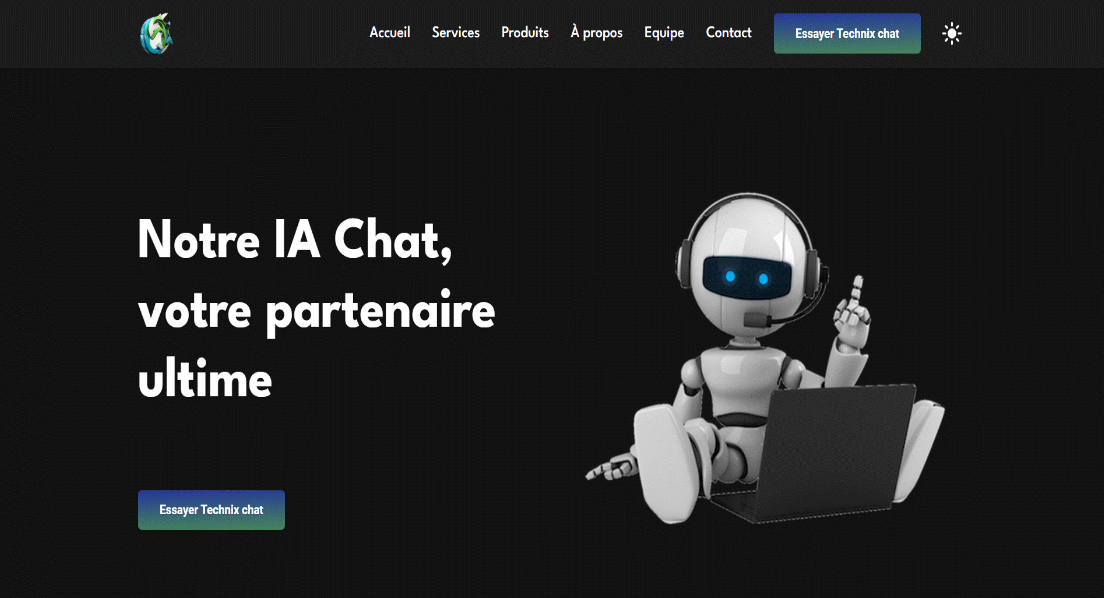 Accueil Services Produits À propos Equipe Contact Essayer Technix chat
Notre IA Chat,
votre partenaire
ultime
Essayer Technix chat